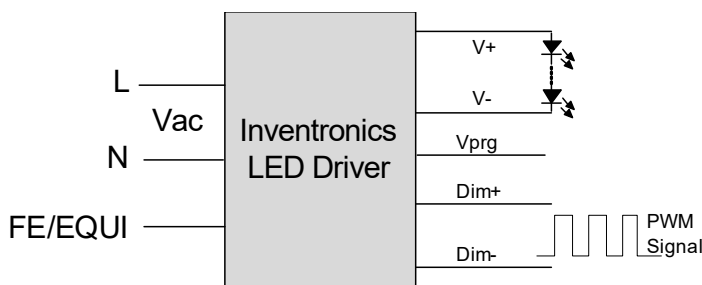 L
Vac
N
FE/EQUI
Inventronics
LED Driver
V+
V-
Vprg
Dim+
Dim-
PWM
Signal